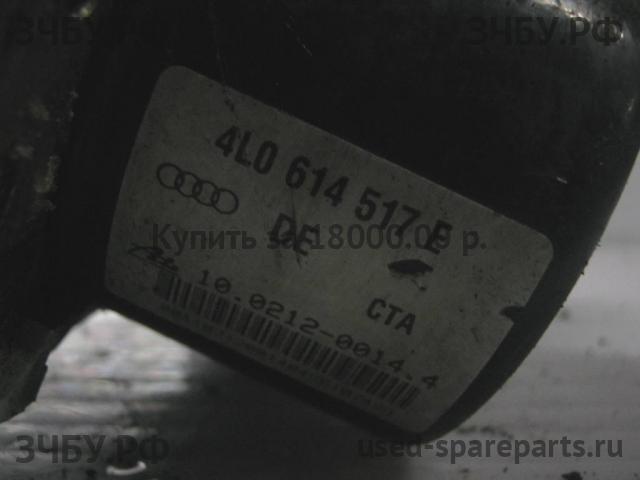 ЗЧБУ.РФ ЗЧБУ.РФ
4L0 614 517 E
DE
Купить за 18000.00 р.
CTA
Ate 10.0212-0014.4
ЗЧБУ.РФ
used-spareparts.ru